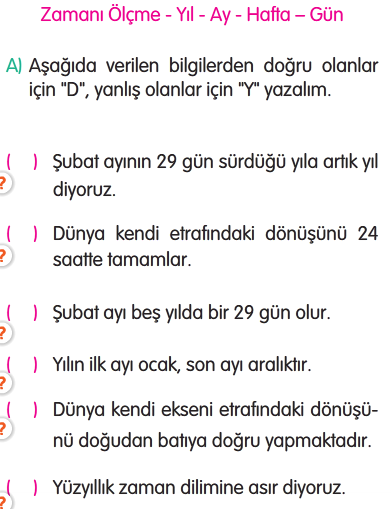 Zamanı Ölçme - Yıl - Ay - Hafta – Gün
A) Aşağıda verilen bilgilerden doğru olanlar
için "D", yanlış olanlar için "Y" yazalım.
( ) Şubat ayının 29 gün sürdüğü yıla artık yıl
?
diyoruz.
( ) Dünya kendi etrafındaki dönüşünü 24
?
saatte tamamlar.
( ) Şubat ayı beş yılda bir 29 gün olur.
?
( ) Yılın ilk ayı ocak, son ayı aralıktır.
?
( ) Dünya kendi ekseni etrafındaki dönüşü-
?
nü doğudan batıya doğru yapmaktadır.
( ) Yüzyıllık zaman dilimine asır diyoruz.
?